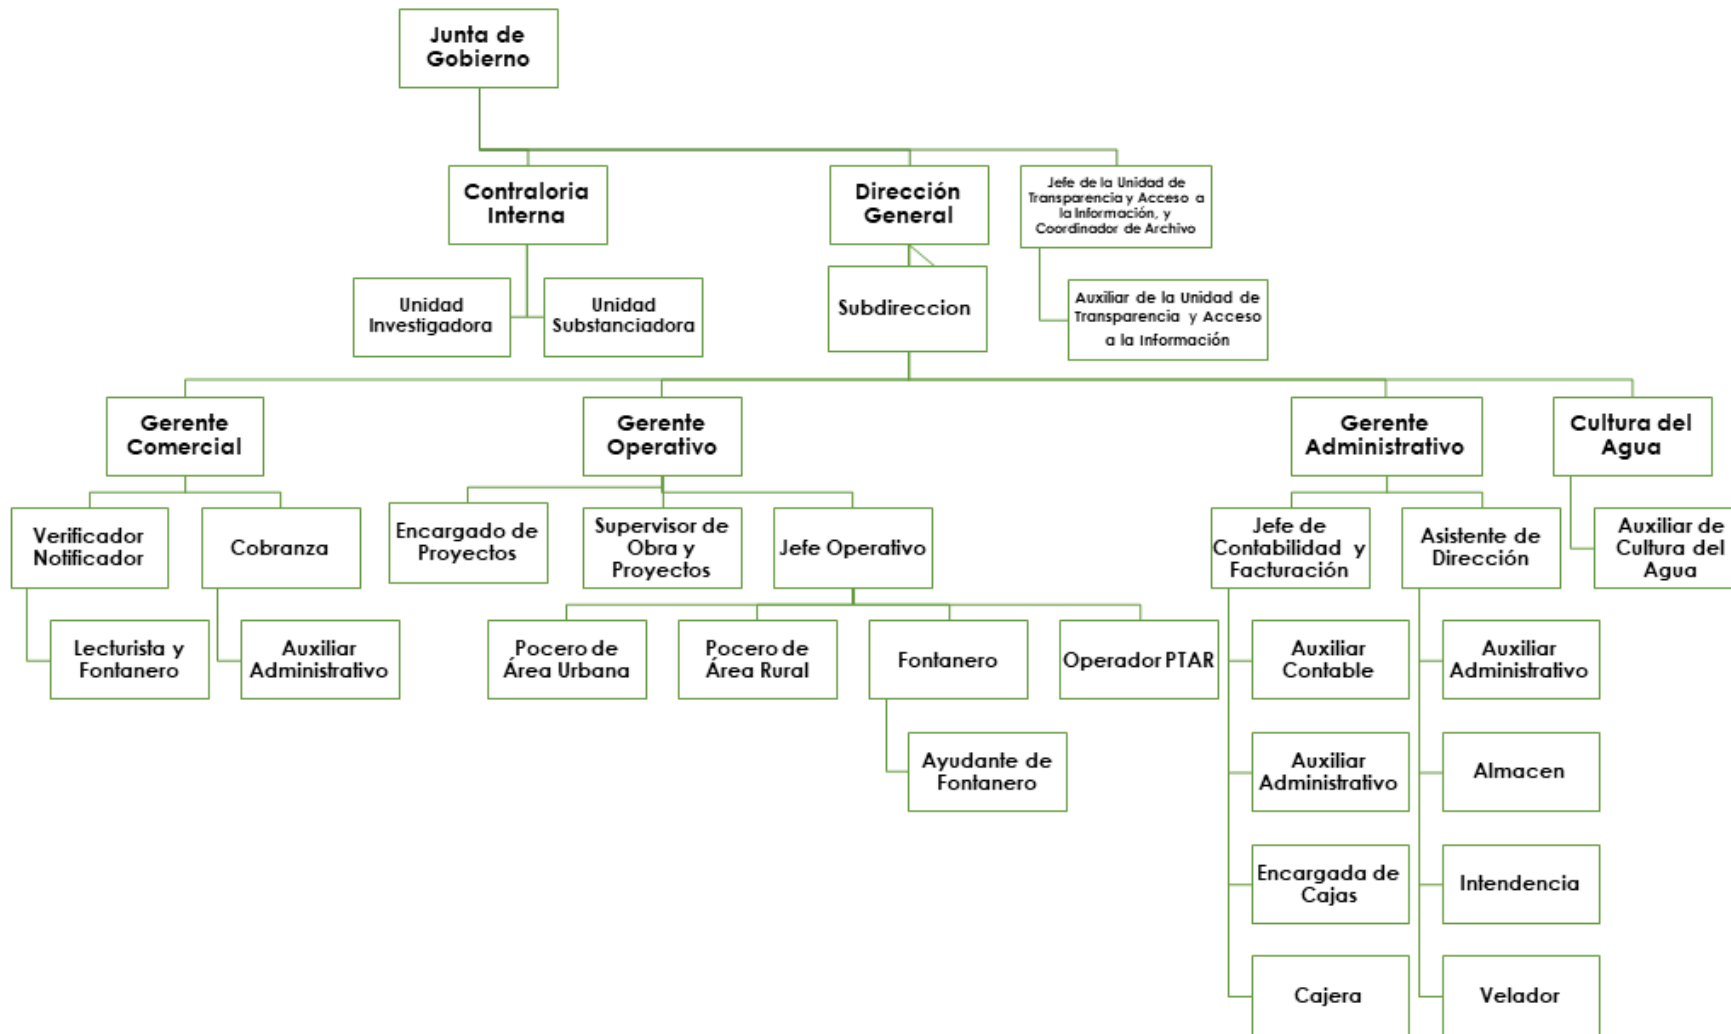 Junta de
Gobierno
Contraloria
Interna
Dirección
General
Jefe de la Unidad de
Transparencia y Acceso a
la Información, y
Coordinador de Archivo
Unidad
Investigadora
Unidad
Substanciadora
Subdireccion
Auxiliar de la Unidad de
Transparencia y Acceso
a la Información
Gerente
Comercial
Gerente
Operativo
Gerente
Administrativo
Cultura del
Agua
Verificador
Notificador
Cobranza
Encargado de
Proyectos
Supervisor de
Obra y
Proyectos
Jefe Operativo
Jefe de
Contabilidad y
Facturación
Asistente de
Dirección
Auxiliar de
Cultura del
Agua
Lecturista y
Fontanero
Auxiliar
Administrativo
Pocero de
Área Urbana
Pocero de
Área Rural
Fontanero
Operador PTAR
Auxiliar
Contable
Auxiliar
Administrativo
Ayudante de
Fontanero
Auxiliar
Administrativo
Almacen
Encargada de
Cajas
Intendencia
Cajera
Velador